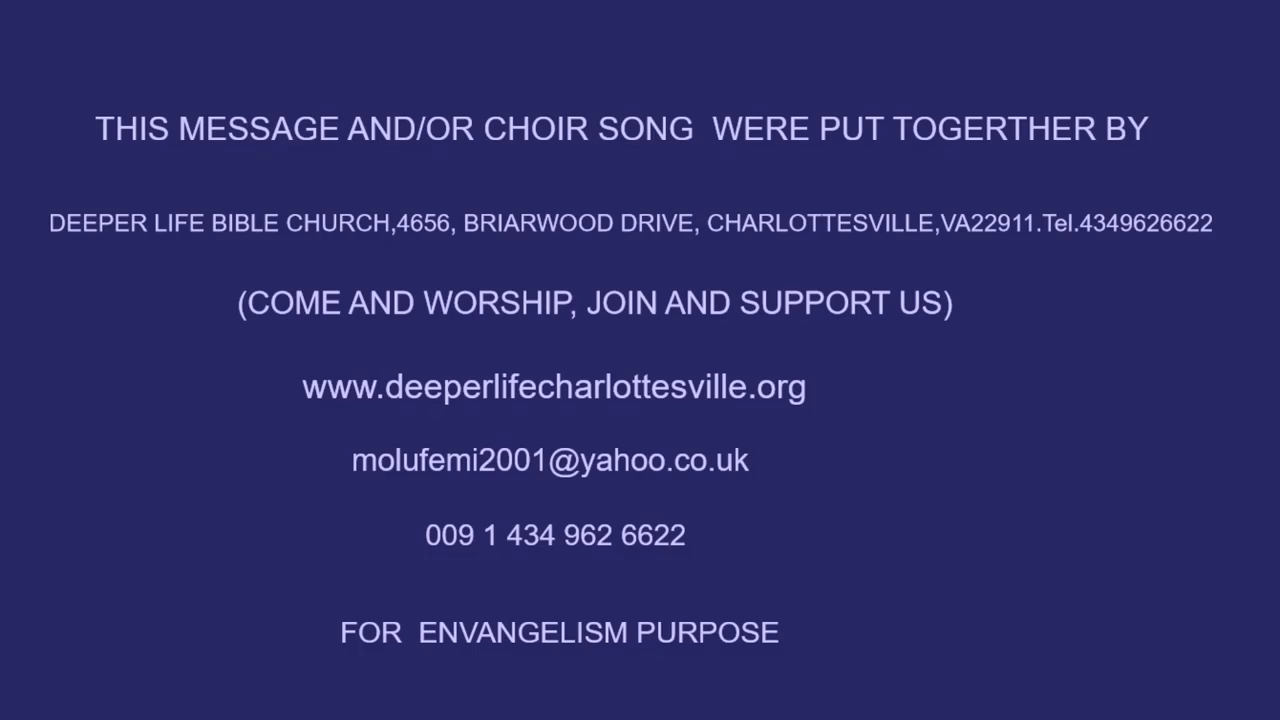 THIS MESSAGE AND/OR CHOIR SONG  WERE PUT TOGERTHER BY
DEEPER LIFE BIBLE CHURCH,4656, BRIARWOOD DRIVE, CHARLOTTESVILLE,VA22911.Tel.4349626622
(COME AND WORSHIP, JOIN AND SUPPORT US)
www.deeperlifecharlottesville.org
molufemi2001@yahoo.co.uk
009 1 434 962 6622
FOR  ENVANGELISM PURPOSE